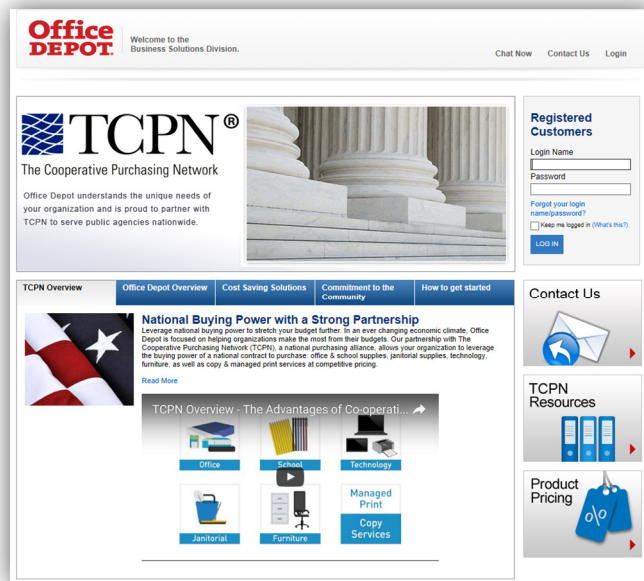 Office
DEPOT.
Welcome to the
Business Solutions Division.
Chat Now Contact Us Login
TCPN®
The Cooperative Purchasing Network
Office Depot understands the unique needs of
your organization and is proud to partner with
TCPN to serve public agencies nationwide.
Registered
Customers
Login Name
Password
Forgot your login
name/password?
Keep me logged in (What's this?)
LOG IN
TCPN Overview
Office Depot Overview
Cost Saving Solutions
Commitment to the
Community
How to get started
National Buying Power with a Strong Partnership
Leverage national buying power to stretch your budget further. In an ever changing economic climate, Office
Depot is focused on helping organizations make the most from their budgets. Our partnership with The
Cooperative Purchasing Network (TCPN), a national purchasing alliance, allows your organization to leverage
the buying power of a national contract to purchase: office & school supplies, janitorial supplies, technology,
furniture, as well as copy & managed print services at competitive pricing.
Read More
TCPN Overview - The Advantages of Co-operati...
Office
School
Technology
Janitorial
Furniture
Managed
Print
Copy
Services
Contact Us
TCPN
Resources
Product
Pricing
%